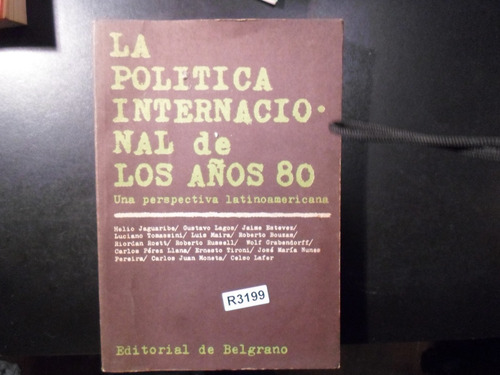 LA
POLITICA
INTERNACIO·
NAL de
LOS AÑOS 80
Una perspectiva latinoamericana
Helio Jaguaribe/ Gustavo Lagos/ Jaime Estevez/
Luciano Tomassini/ Luis Maira/ Roberto Bouzas/
Riordan Roett/ Roberto Russell/ Wolf Grabendorff/
Carlos Pérez Llana/ Ernesto Tironi/ José María Nunes
Pereira/ Carlos Juan Moneta/ Celso Lafer
R3199
Editorial de Belgrano